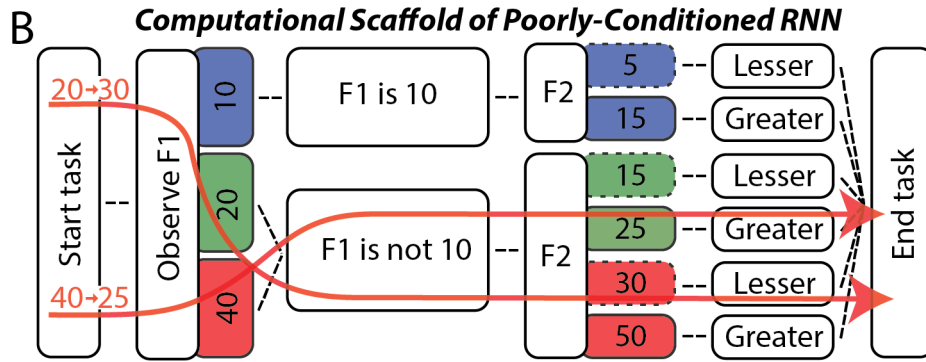 B
Computational Scaffold of Poorly-Conditioned RNN
Start task
20→30
40→25
Observe F1
10
20
40
F1 is 10
F1 is not 10
F2
5
15
Lesser
Greater
F2
15
25
30
50
Lesser
Greater
Lesser
Greater
End task